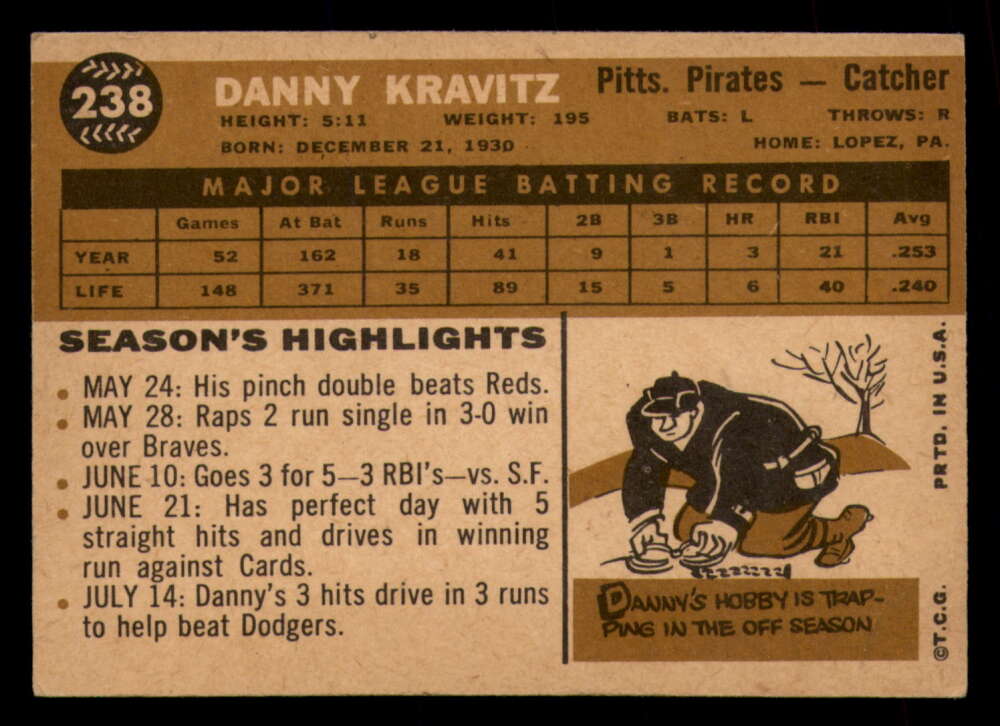 238
DANNY KRAVITZ Pitts. Pirates — Catcher
HEIGHT: 5:11 WEIGHT: 195 BATS: L THROWS: R
BORN: DECEMBER 21, 1930 HOME: LOPEZ, PA.
MAJOR LEAGUE BATTING RECORD
Games At Bat Runs Hits 2B 3B HR RBI Avg
YEAR 52 162 18 41 9 1 3 21 .253
LIFE 148 371 35 89 15 5 6 40 .240
SEASON'S HIGHLIGHTS
• MAY 24: His pinch double beats Reds.
• MAY 28: Raps 2 run single in 3-0 win
over Braves.
• JUNE 10: Goes 3 for 5—3 RBI's—vs. S.F.
• JUNE 21: Has perfect day with 5
straight hits and drives in winning
run against Cards.
• JULY 14: Danny's 3 hits drive in 3 runs
to help beat Dodgers.
DANNY'S HOBBY IS TRAP-
PING IN THE OFF SEASON
©T.C.G. PRTD. IN U.S.A.